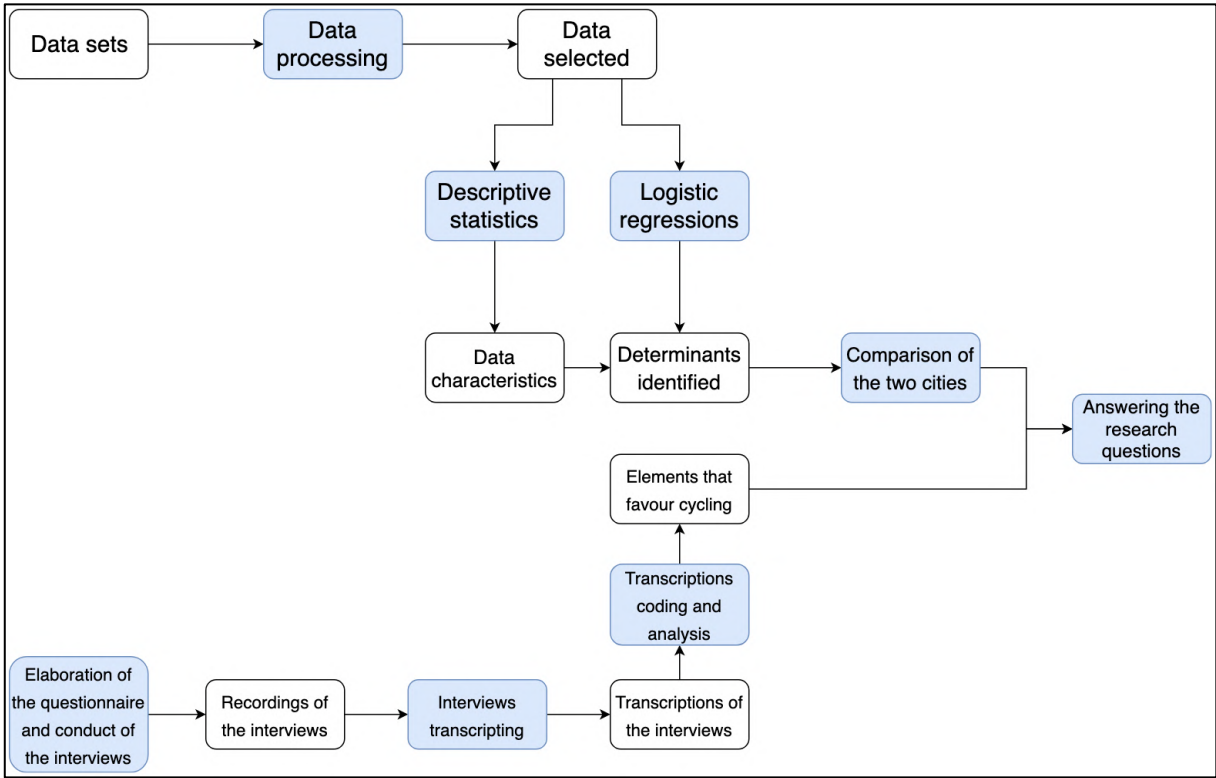 Data sets
Data
processing
Data
selected
Descriptive
statistics
Logistic
regressions
Data
characteristics
Determinants
identified
Comparison of
the two cities
Answering the
research
questions
Elements that
favour cycling
Transcriptions
coding and
analysis
Elaboration of
the questionnaire
and conduct of
the interviews
Recordings of
the interviews
Interviews
transcripting
Transcriptions of
the interviews